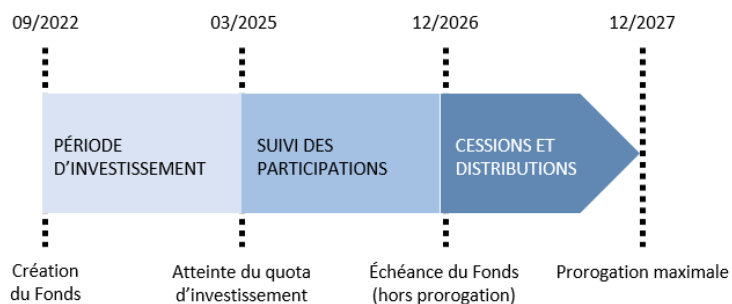 09/2022
03/2025
12/2026
12/2027
PÉRIODE
D’INVESTISSEMENT
SUIVI DES
PARTICIPATIONS
CESSIONS ET
DISTRIBUTIONS
Création
du Fonds
Atteinte du quota
d’investissement
Échéance du Fonds
(hors prorogation)
Prorogation maximale